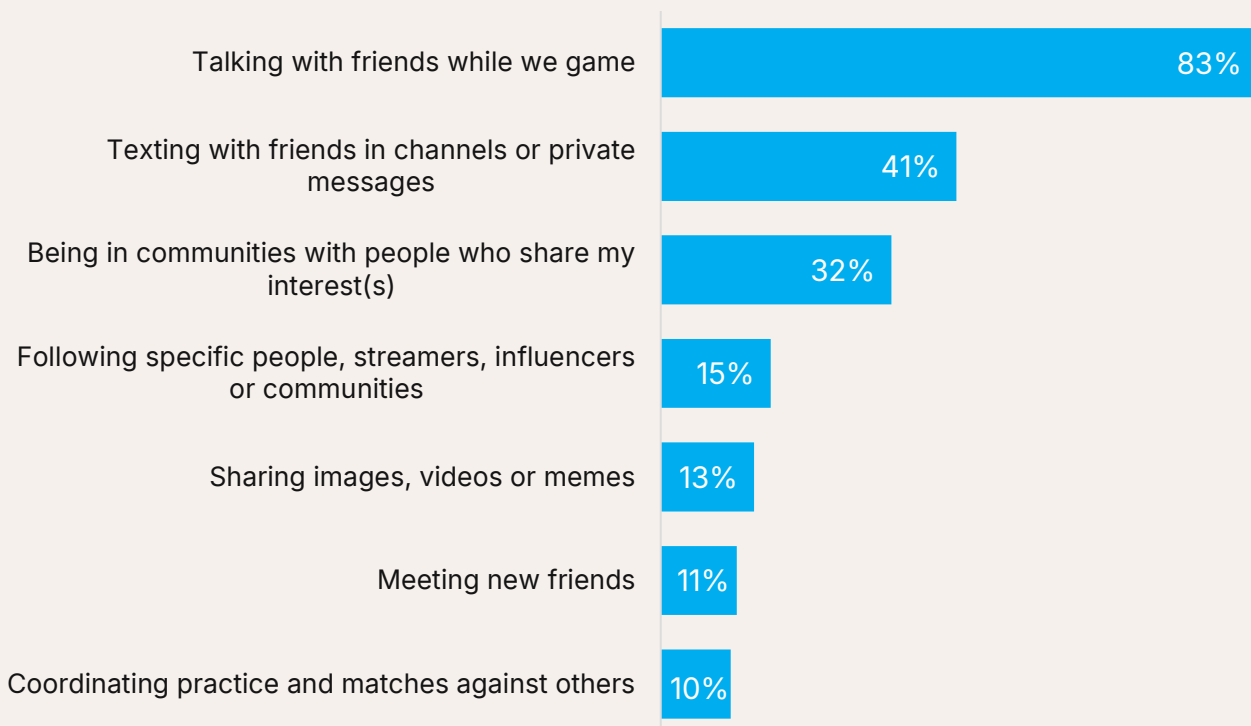 Talking with friends while we game
83%
Texting with friends in channels or private
messages
41%
Being in communities with people who share my
interest(s)
32%
Following specific people, streamers, influencers
or communities
15%
Sharing images, videos or memes
13%
Meeting new friends
11%
Coordinating practice and matches against others
10%